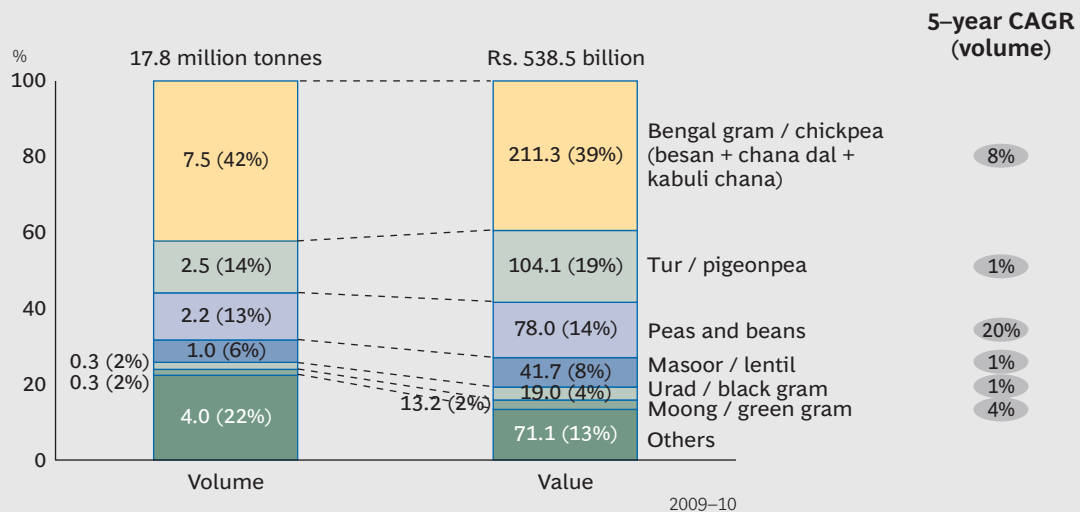 5–year CAGR
(volume)
%
17.8 million tonnes
Rs. 538.5 billion
100
80
60
40
20
0
7.5 (42%)
2.5 (14%)
2.2 (13%)
1.0 (6%)
0.3 (2%)
0.3 (2%)
4.0 (22%)
211.3 (39%)
104.1 (19%)
78.0 (14%)
41.7 (8%)
19.0 (4%)
13.2 (2%)
71.1 (13%)
Bengal gram / chickpea
(besan + chana dal +
kabuli chana)
Tur / pigeonpea
Peas and beans
Masoor / lentil
Urad / black gram
Moong / green gram
Others
8%
1%
20%
1%
1%
4%
Volume
Value
2009–10